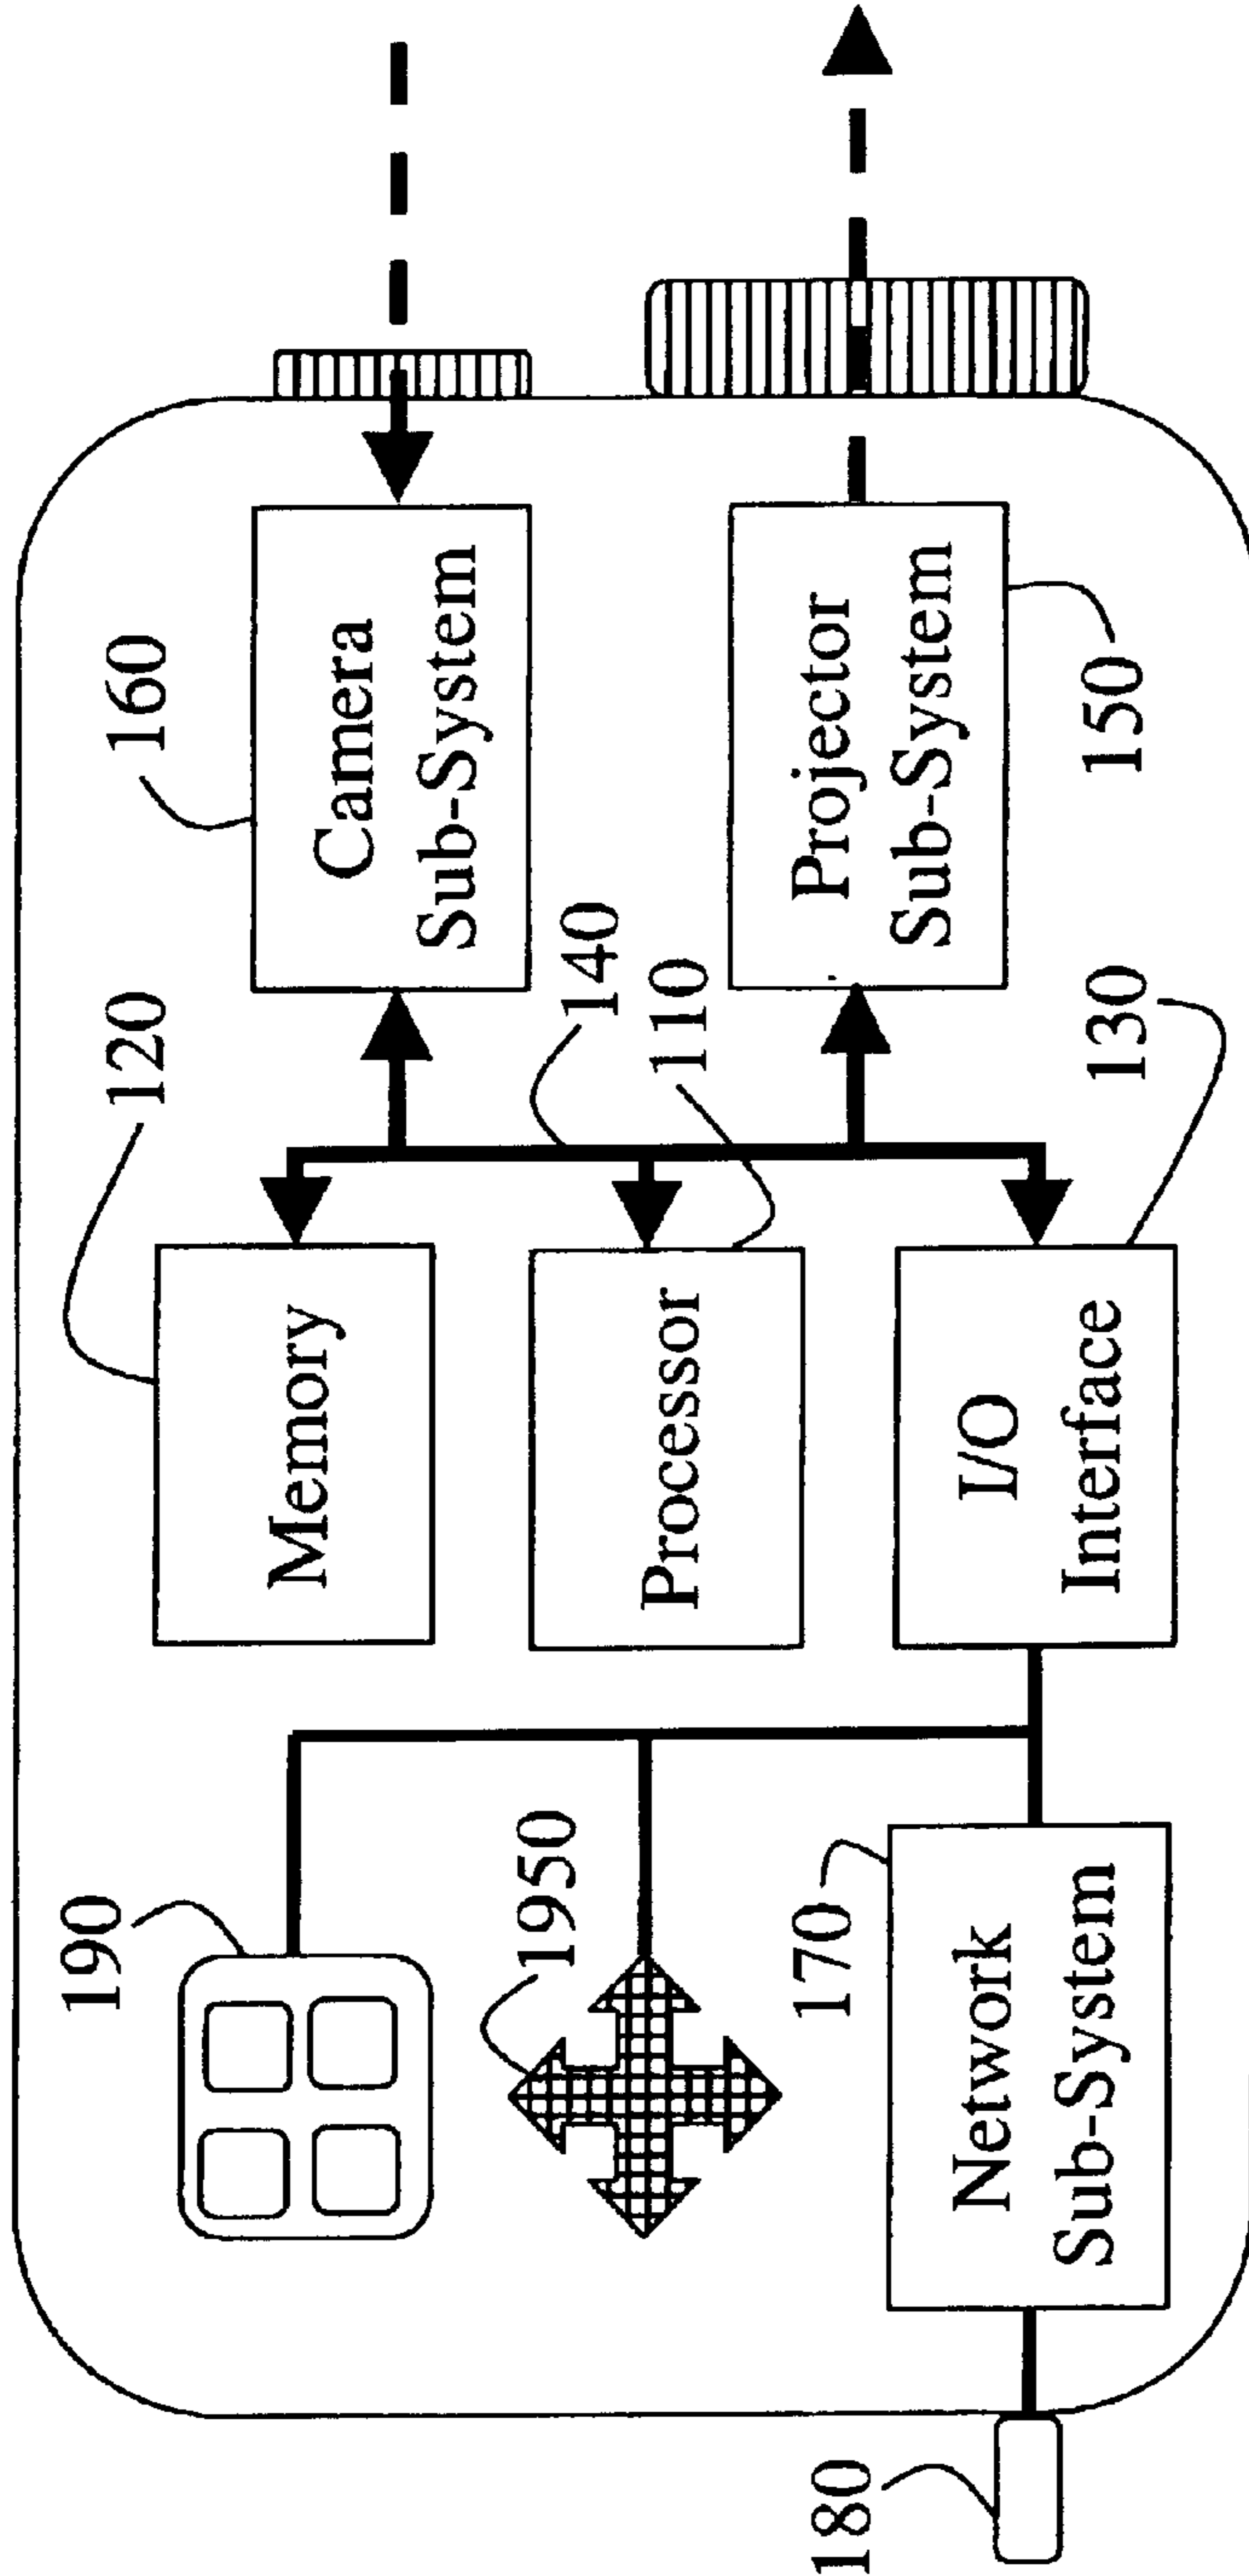 190
120
160
Memory
Camera
Sub-System
1950
140
110
Processor
170
130
150
Projector
Sub-System
180
Network
Sub-System
I/O
Interface